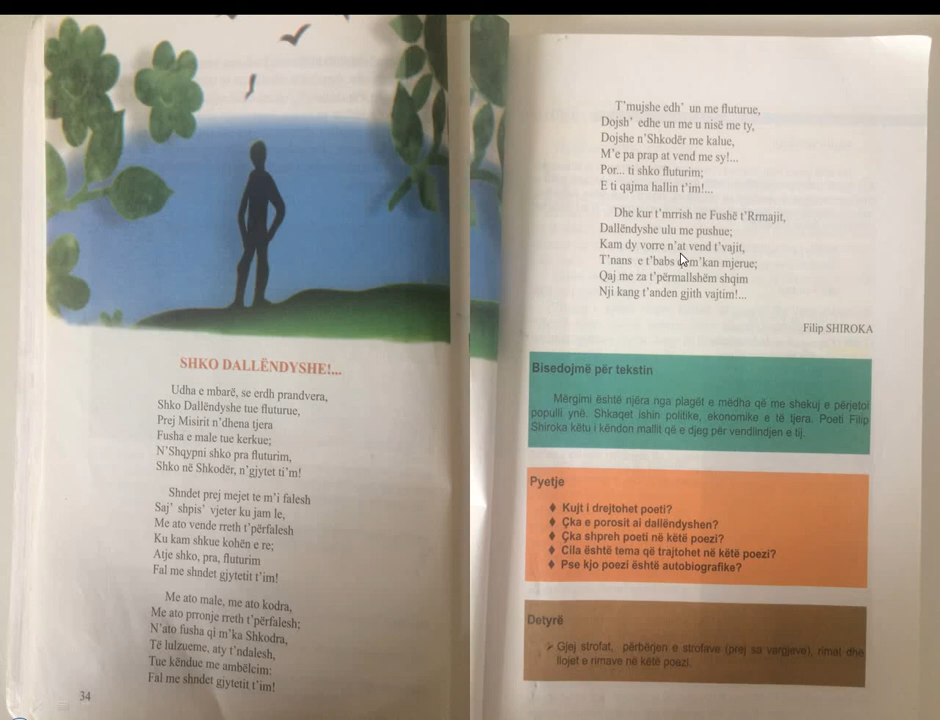 SHKO DALLËNDYSHE!...
Udha e mbarë, se erdh prandvera,
Shko Dallëndyshe tue fluturue,
Prej Misirit n'dhena tjera
Fusha e male tue kerkue;
N'Shqypni shko pra fluturim,
Shko në Shkodër, n'gjytet ti'm!
Shndet prej mejet te m'i falesh
Saj' shpis' vjeter ku jam le,
Me ato vende rreth t'përfalesh
Ku kam shkue kohën e re;
Atje shko, pra, fluturim
Fal me shndet gjytetit t'im!
Me ato male, me ato kodra,
Me ato prronje rreth t'përfalesh;
N'ato fusha qi m'ka Shkodra,
Të lulzueme, aty t'ndalesh,
Tue këndue me ambëlcim:
Fal me shndet gjytetit t'im!
34
T'mujshe edh' un me fluturue,
Dojsh' edhe un me u nisë me ty,
Dojshe n'Shkodër me kalue,
M'e pa prap at vend me sy!...
Por... ti shko fluturim;
E ti qajma hallin t'im!...
Dhe kur t'mrrish ne Fushë t'Rrmajit,
Dallëndyshe ulu me pushue;
Kam dy vorre n'at vend t'vajit,
T'nans e t'babs m'kan mjerue;
Qaj me za t'përmallshëm shqim
Nji kang t'anden gjith vajtim!...
Filip SHIROKA
Bisedojmë për tekstin
Mërgimi është njëra nga plagët e mëdha që me shekuj e përjetoi
populli ynë. Shkaqet ishin politike, ekonomike e të tjera. Poeti Filip
Shiroka këtu i këndon mallit që e djeg për vendlindjen e tij.
Pyetje
♦ Kujt i drejtohet poeti?
♦ Çka e porosit ai dallëndyshen?
♦ Çka shpreh poeti në këtë poezi?
♦ Cila është tema që trajtohet në këtë poezi?
♦ Pse kjo poezi është autobiografike?
Detyrë
➢ Gjej strofat, përbërjen e strofave (prej sa vargjeve), rimat dhe
llojet e rimave në këtë poezi.